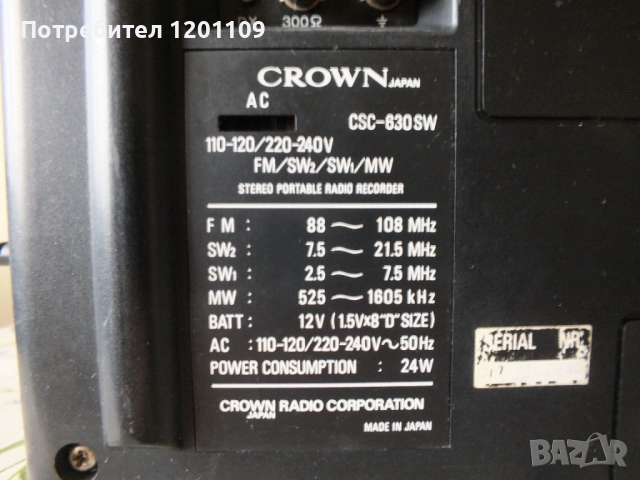 Потребител 1201109
300Ω
CROWN JAPAN
AC
CSC-630SW
110-120/220-240V
FM/SW2/SW1/MW
STEREO PORTABLE RADIO RECORDER
FM : 88 ~ 108 MHz
SW2 : 7.5 ~ 21.5 MHz
SW1 : 2.5 ~ 7.5 MHz
MW : 525 ~ 1605 kHz
BATT : 12V (1.5V×8"D"SIZE)
AC : 110-120/220-240V~50Hz
POWER CONSUMPTION : 24W
CROWN RADIO CORPORATION
JAPAN
MADE IN JAPAN
SERIAL NR.
BAZAR